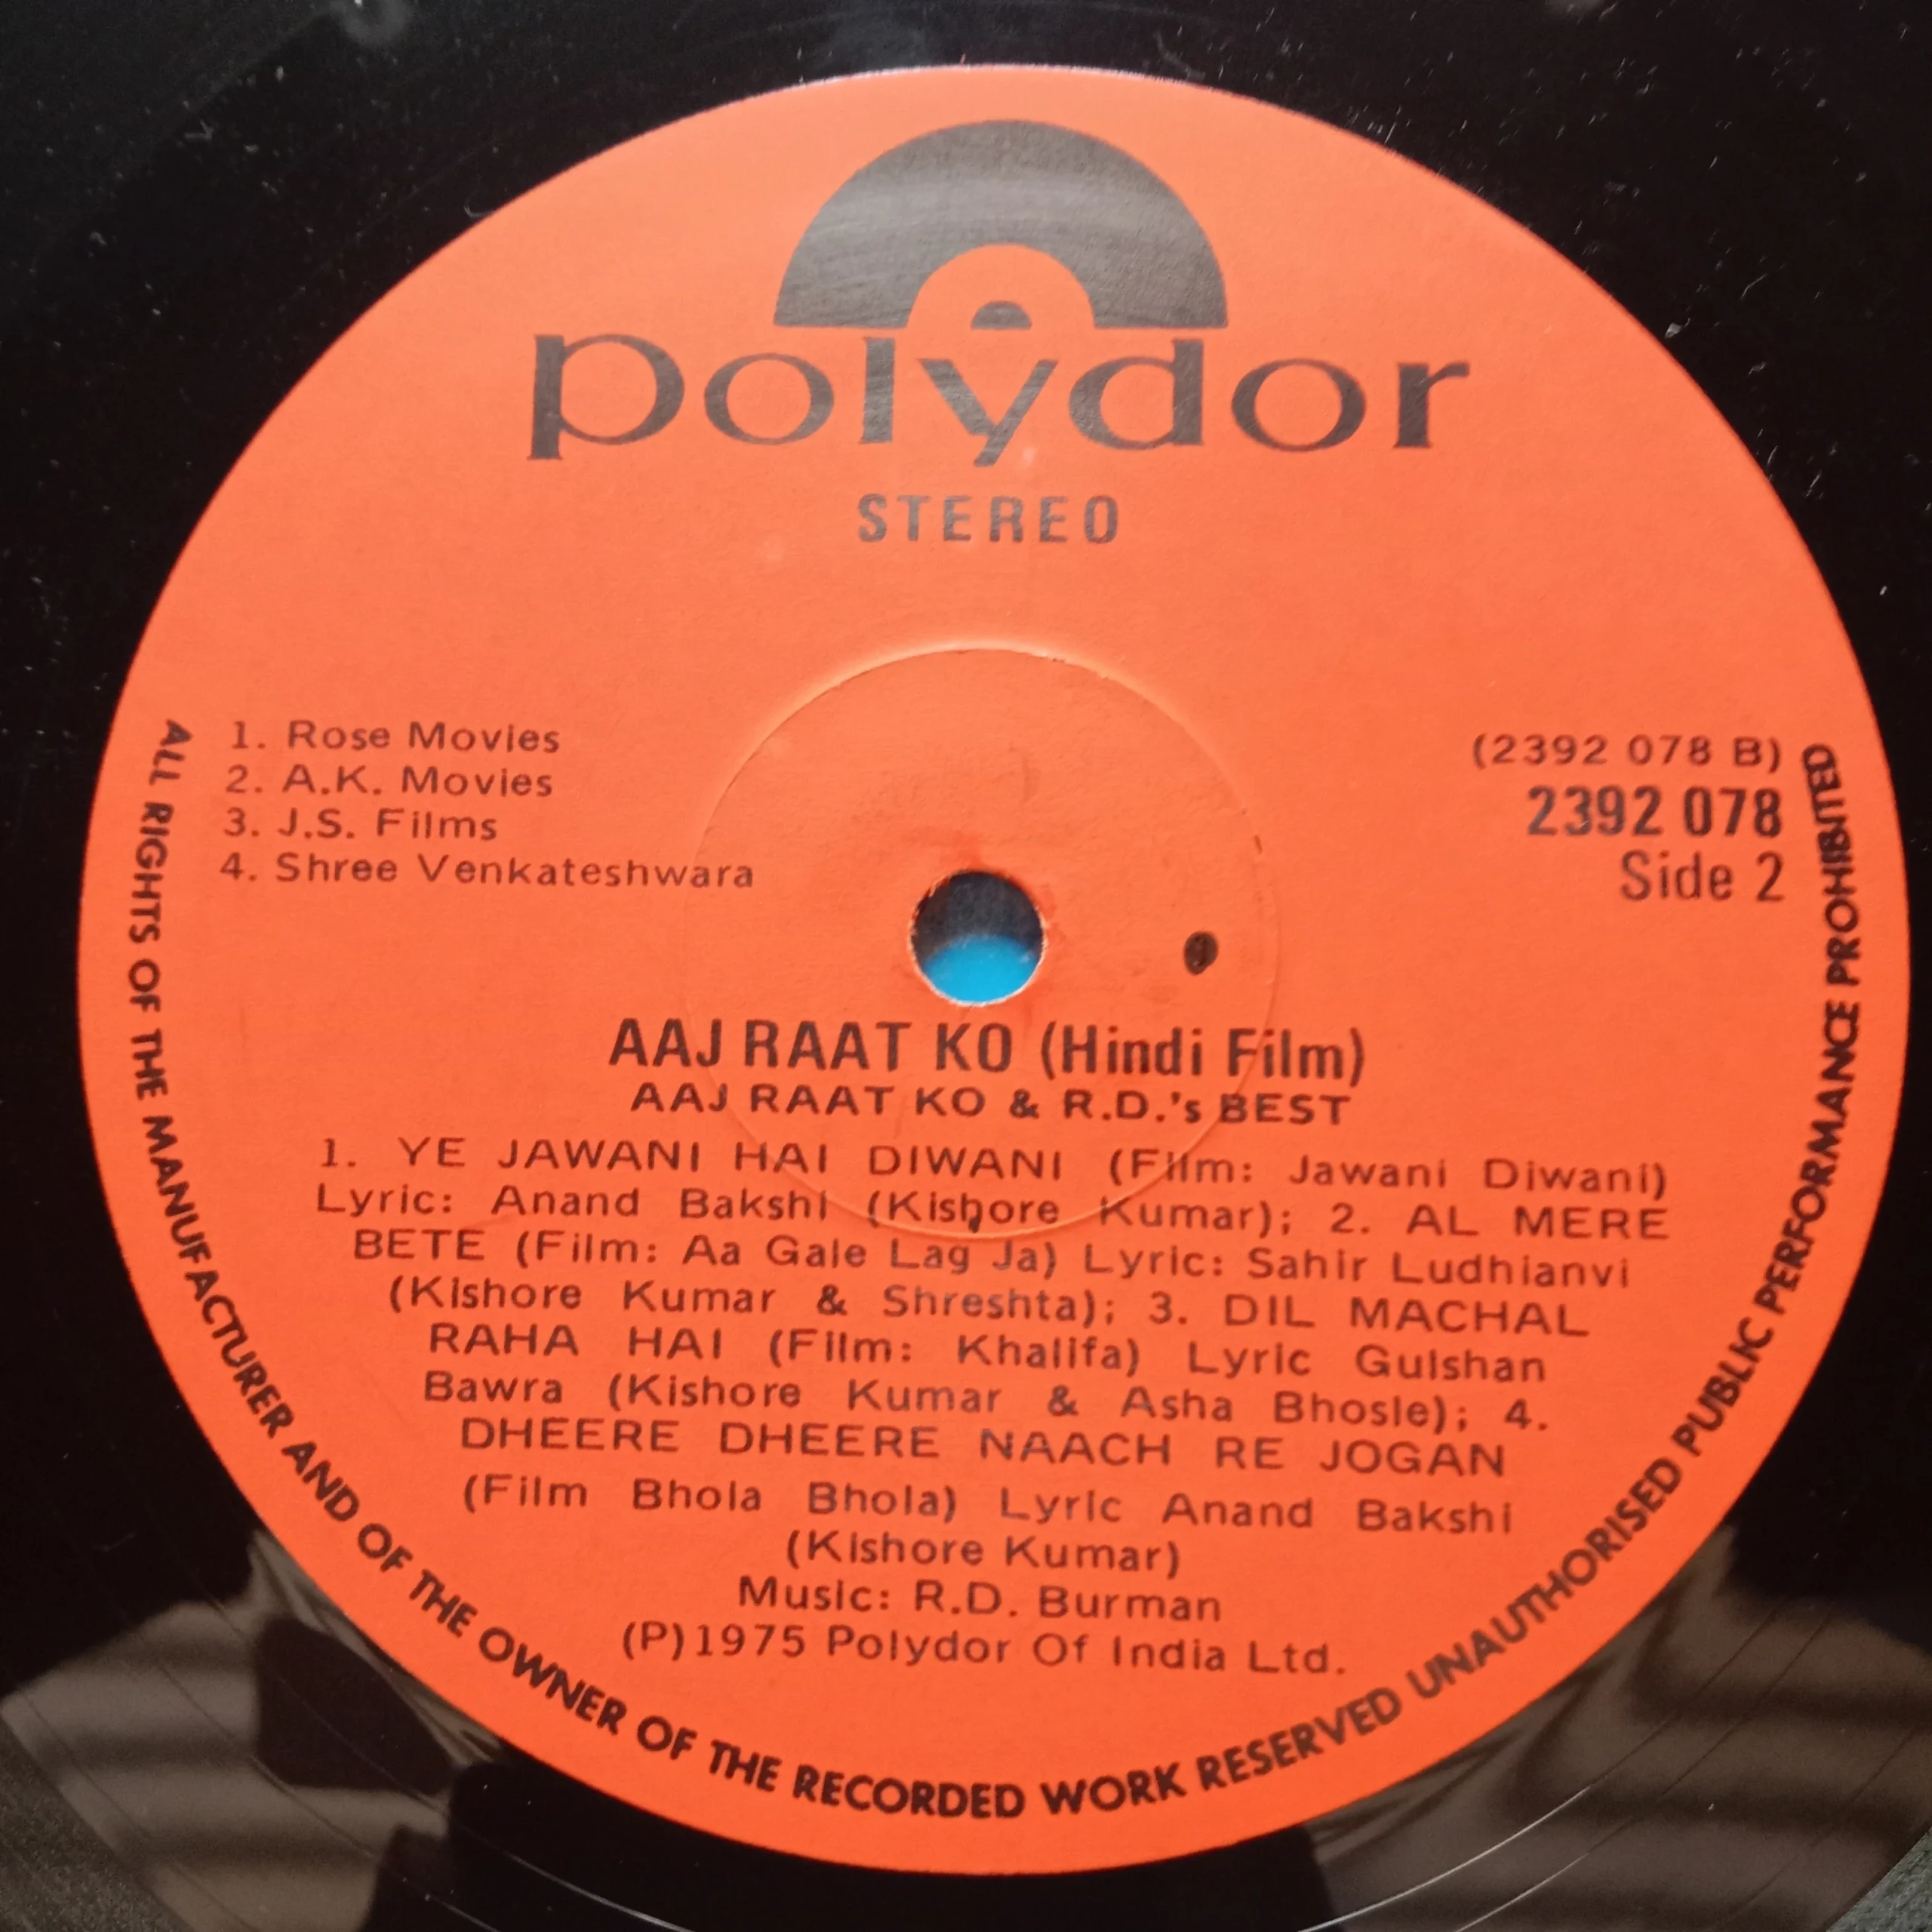 polydor
STEREO
1. Rose Movies
2. A.K. Movies
3. J.S. Films
4. Shree Venkateshwara
(2392 078 B)
2392 078
Side 2
AAJ RAAT KO (Hindi Film)
AAJ RAAT KO & R.D.'s BEST
1. YE JAWANI HAI DIWANI (Film: Jawani Diwani)
Lyric: Anand Bakshi (Kishore Kumar); 2. AL MERE
BETE (Film: Aa Gale Lag Ja) Lyric: Sahir Ludhianvi
(Kishore Kumar & Shreshta); 3. DIL MACHAL
RAHA HAI (Film: Khalifa) Lyric Gulshan
Bawra (Kishore Kumar & Asha Bhosle); 4.
DHEERE DHEERE NAACH RE JOGAN
(Film Bhola Bhola) Lyric Anand Bakshi
(Kishore Kumar)
Music: R.D. Burman
(P)1975 Polydor Of India Ltd.
ALL RIGHTS OF THE MANUFACTURER AND OF THE OWNER OF THE RECORDED WORK RESERVED UNAUTHORISED PUBLIC PERFORMANCE PROHIBITED